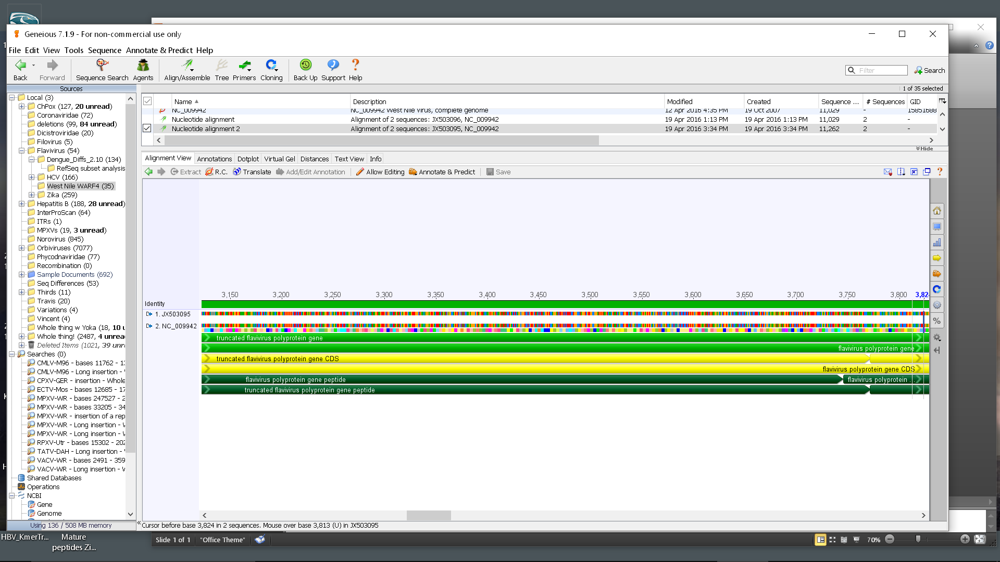 Geneious 7.1.9 - For non-commercial use only
File Edit View Tools Sequence Annotate & Predict Help
Back Forward Sequence Search Agents Align/Assemble Tree Primers Cloning Back Up Support Help Filter Search
Sources
1 of 35 selected
Local (3)
ChPox (127, 20 unread)
Coronaviridae (72)
deletions (99, 84 unread)
Dicistroviridae (20)
Filovirus (5)
Flavivirus (54)
Dengue_Diffs_2.10 (134)
RefSeq subset analysis
HCV (166)
West Nile WARF4 (35)
Zika (259)
Hepatitis B (188, 28 unread)
InterProScan (64)
ITRs (1)
MPXVs (19, 3 unread)
Norovirus (845)
Orbiviruses (7077)
Phycodnaviridae (77)
Recombination (0)
Sample Documents (692)
Seq Differences (53)
Thirds (11)
Travis (20)
Variations (4)
Vincent (4)
Whole thing w Yoka (18, 10 u
Whole thing! (2487, 4 unrea
Deleted Items (1021, 39 unr
Searches (0)
CMLV-M96 - bases 11762 - 13
CMLV-M96 - Long insertion - 
CPXV-GER - insertion - Whole
ECTV-Mos - bases 12685 - 17
MPXV-WR - bases 247527 - 2
MPXV-WR - bases 33205 - 34
MPXV-WR - insertion of a rep
MPXV-WR - Long insertion - W
MPXV-WR - Long insertion - W
RPXV-Utr - bases 15302 - 202
TATV-DAH - Long insertion - 
VACV-WR - bases 2491 - 359
VACV-WR - Long insertion - W
Shared Databases
Operations
NCBI
Gene
Genome
Using 136 / 508 MB memory
Name Description Modified Created Sequence ... # Sequences GID
NC_009942 NC_009942 West Nile virus, complete genome 12 Apr 2016 4:35 PM 19 Oct 2007 11,029 - 15851688
Nucleotide alignment Alignment of 2 sequences: JX503096, NC_009942 19 Apr 2016 1:13 PM 19 Apr 2016 1:13 PM 11,029 2 -
Nucleotide alignment 2 Alignment of 2 sequences: JX503095, NC_009942 19 Apr 2016 3:34 PM 19 Apr 2016 3:34 PM 11,262 2 -
Hide
Alignment View Annotations Dotplot Virtual Gel Distances Text View Info
Extract R.C. Translate Add/Edit Annotation Allow Editing Annotate & Predict Save
3,150 3,200 3,250 3,300 3,350 3,400 3,450 3,500 3,550 3,600 3,650 3,700 3,750 3,800 3,82
Identity
1. JX503095
2. NC_009942
truncated flavivirus polyprotein gene
flavivirus polyprotein gene
truncated flavivirus polyprotein gene CDS
flavivirus polyprotein gene CDS
flavivirus polyprotein gene peptide flavivirus polyprotein ...
truncated flavivirus polyprotein gene peptide
Cursor before base 3,824 in 2 sequences. Mouse over base 3,813 (U) in JX503095
HBV_KmerTr...
Mature
peptides Zi...
Slide 1 of 1 "Office Theme" 70%